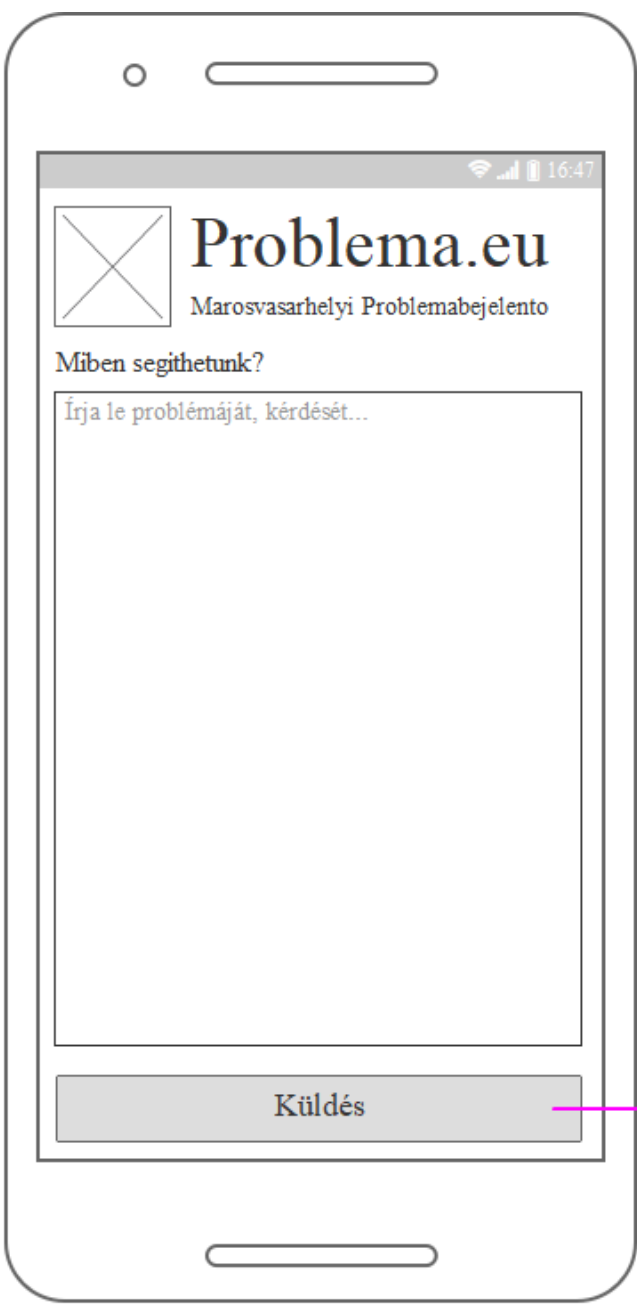 16:47
Problema.eu
Marosvasarhelyi Problemabejelento
Miben segithetunk?
Írja le problémáját, kérdését...
Küldés